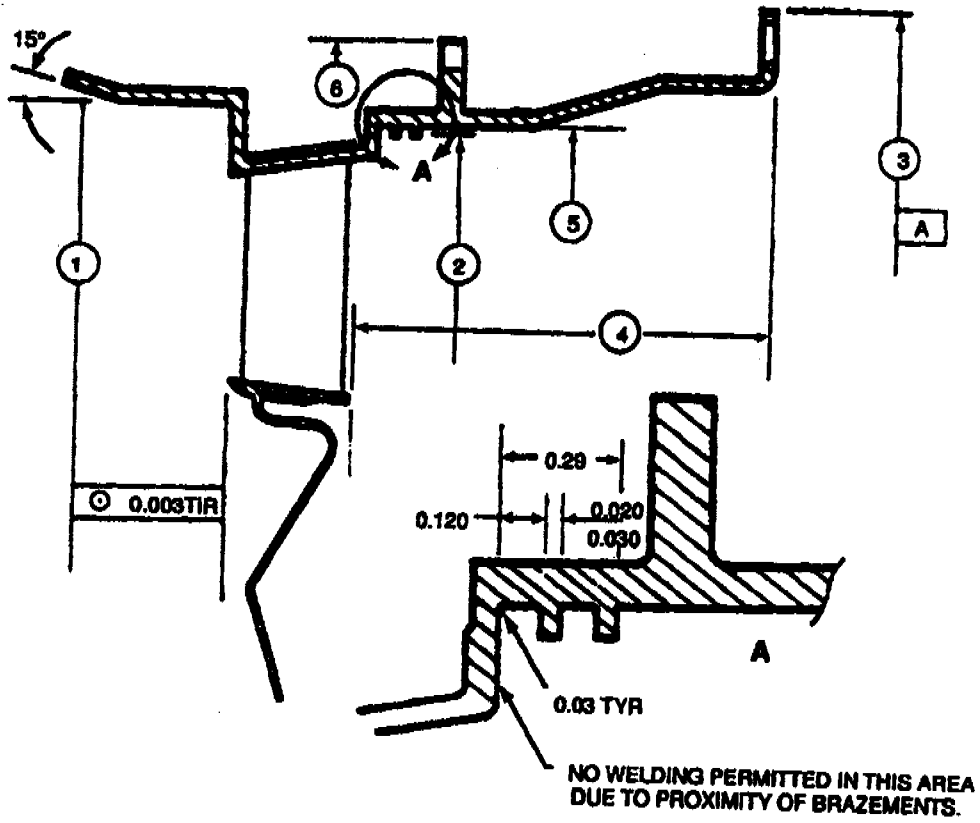 15°
6
3
A
5
A
1
2
4
0.29
0.003TIR
0.120
0.020
0.030
A
0.03 TYR
NO WELDING PERMITTED IN THIS AREA
DUE TO PROXIMITY OF BRAZEMENTS.